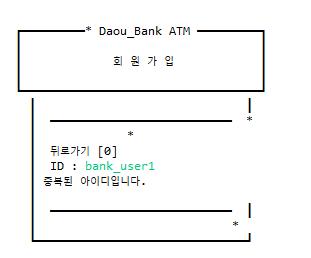 * Daou_Bank ATM
회 원 가 입
*
*
뒤로가기 [0]
ID : bank_user1
중복된 아이디입니다.
*